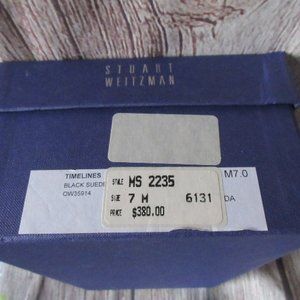 STUART
WEITZMAN
TIMELINES
M7.0
BLACK SUEDE
OW35914
DA
STYLE MS 2235
SIZE 7 M 6131
PRICE $380.00